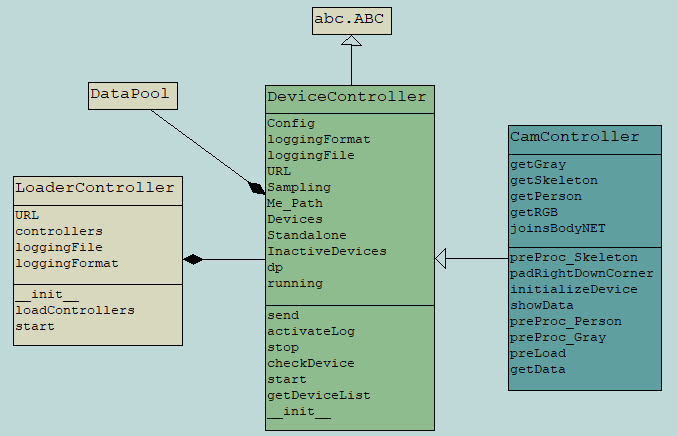 abc.ABC
DataPool
DeviceController
Config
loggingFormat
loggingFile
URL
Sampling
Me_Path
Devices
Standalone
InactiveDevices
dp
running
send
activateLog
stop
checkDevice
start
getDeviceList
__init__
LoaderController
URL
controllers
loggingFile
loggingFormat
__init__
loadControllers
start
CamController
getGray
getSkeleton
getPerson
getRGB
joinsBodyNET
preProc_Skeleton
padRightDownCorner
initializeDevice
showData
preProc_Person
preProc_Gray
preLoad
getData